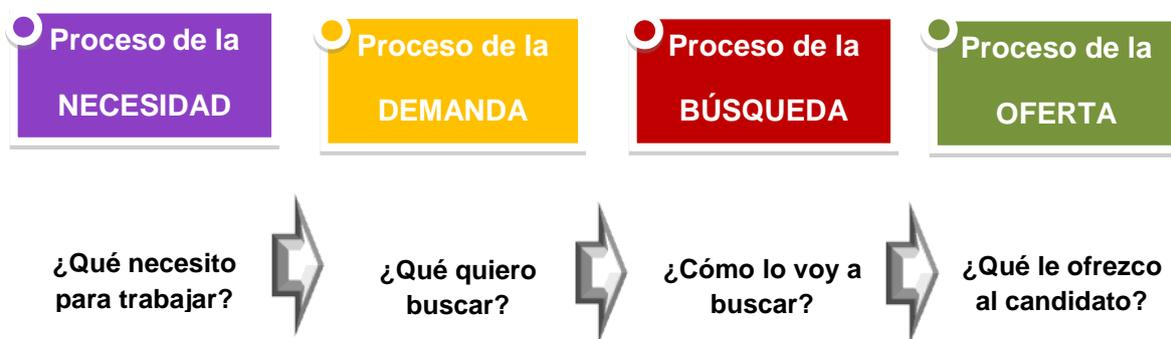 Proceso de la
NECESIDAD
Proceso de la
DEMANDA
Proceso de la
BÚSQUEDA
Proceso de la
OFERTA
¿Qué necesito
para trabajar?
¿Qué quiero
buscar?
¿Cómo lo voy a
buscar?
¿Qué le ofrezco
al candidato?